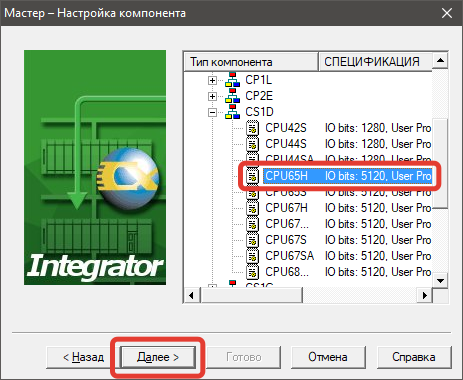 Мастер – Настройка компонента
Тип компонента СПЕЦИФИКАЦИЯ
CP1L
CP2E
CS1D
CPU42S IO bits: 1280, User Pro
CPU44S IO bits: 1280, User Pro
CPU44SA IO bits: 1280, User Pro
CPU65H IO bits: 5120, User Pro
CPU65S IO bits: 5120, User Pro
CPU67H IO bits: 5120, User Pro
CPU67... IO bits: 5120, User Pro
CPU67S IO bits: 5120, User Pro
CPU67SA IO bits: 5120, User Pro
CPU68... IO bits: 5120, User Pro
CS1G
CX
Integrator
< Назад
Далее >
Готово
Отмена
Справка